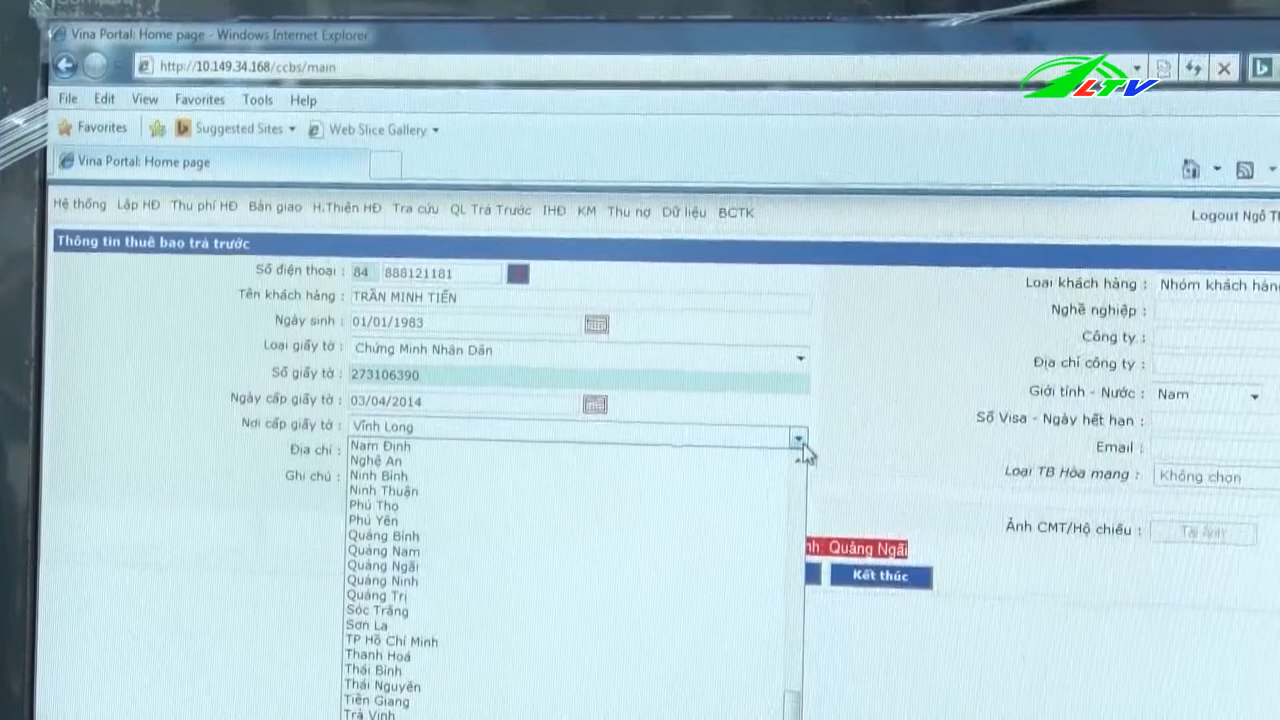 Vina Portal: Home page - Windows Internet Explorer
http://10.149.34.168/ccbs/main
LTV
File Edit View Favorites Tools Help
Favorites Suggested Sites Web Slice Gallery
Vina Portal: Home page
Hệ thống Lập HĐ Thu phí HĐ Bàn giao H.Thiện HĐ Tra cứu QL Trả Trước IHĐ KM Thu nợ Dữ liệu BCTK
Logout Ngô Th
Thông tin thuê bao trả trước
Số điện thoại : 84 888121181
Loại khách hàng : Nhóm khách hàng
Tên khách hàng : TRẦN MINH TIẾN
Nghề nghiệp :
Ngày sinh : 01/01/1983
Công ty :
Loại giấy tờ : Chứng Minh Nhân Dân
Địa chỉ công ty :
Số giấy tờ : 273106390
Giới tính - Nước : Nam
Ngày cấp giấy tờ : 03/04/2014
Số Visa - Ngày hết hạn :
Nơi cấp giấy tờ : Vĩnh Long
Email :
Địa chỉ :
Loại TB Hòa mạng : Không chọn
Ghi chú :
Ảnh CMT/Hộ chiếu : Tải Ảnh
Nam Định
Nghệ An
Ninh Bình
Ninh Thuận
Phú Thọ
Phú Yên
Quảng Bình
Quảng Nam
Quảng Ngãi
Quảng Ninh
Quảng Trị
Sóc Trăng
Sơn La
TP Hồ Chí Minh
Thanh Hoá
Thái Bình
Thái Nguyên
Tiền Giang
Trà Vinh
nh: Quảng Ngãi
Kết thúc